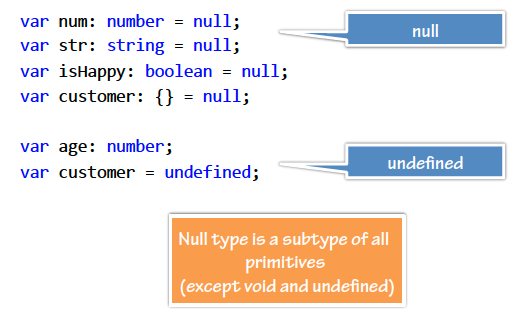 var num: number = null;
var str: string = null;
null
var isHappy: boolean = null;
var customer: {} = null;
var age: number;
var customer = undefined;
undefined
Null type is a subtype of all
primitives
(except void and undefined)